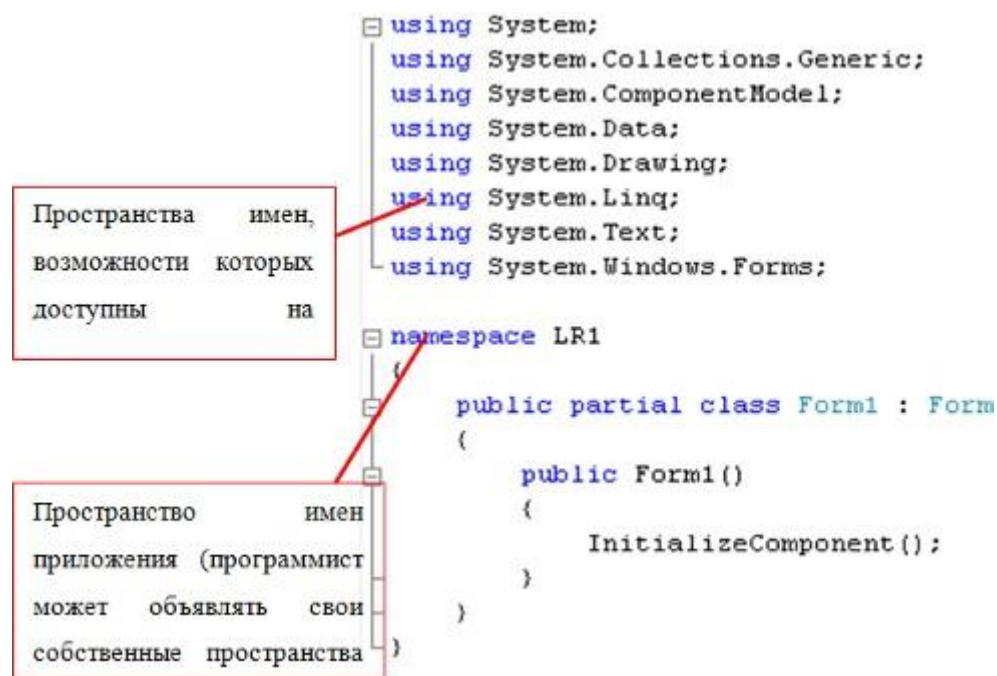 using System;
using System.Collections.Generic;
using System.ComponentModel;
using System.Data;
using System.Drawing;
using System.Linq;
using System.Text;
using System.Windows.Forms;
Пространства имен,
возможности которых
доступны на
namespace LR1
{
public partial class Form1 : Form
{
public Form1()
{
InitializeComponent();
}
}
}
Пространство имен
приложения (программист
может объявлять свои
собственные пространства